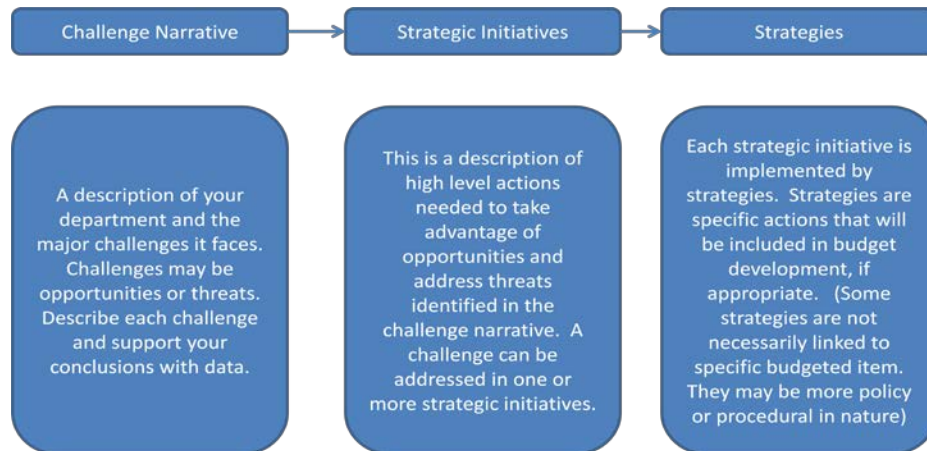 Challenge Narrative
Strategic Initiatives
Strategies
A description of your
department and the
major challenges it faces.
Challenges may be
opportunities or threats.
Describe each challenge
and support your
conclusions with data.
This is a description of
high level actions
needed to take
advantage of
opportunities and
address threats
identified in the
challenge narrative.  A
challenge can be
addressed in one or
more strategic initiatives.
Each strategic initiative is
implemented by
strategies.  Strategies are
specific actions that will
be included in budget
development, if
appropriate.   (Some
strategies are not
necessarily linked to
specific budgeted item.
They may be more policy
or procedural in nature)